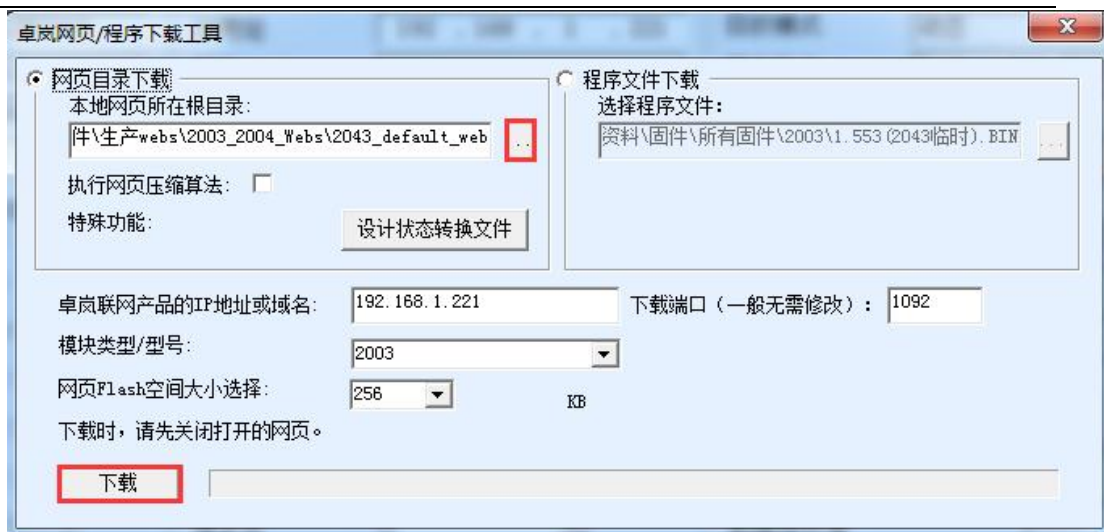 卓岚网页/程序下载工具
网页目录下载
本地网页所在根目录:
件\生产webs\2003_2004_Webs\2043_default_web
..
执行网页压缩算法:
特殊功能:
设计状态转换文件
程序文件下载
选择程序文件:
资料\固件\所有固件\2003\1.553(2043临时).BIN
...
卓岚联网产品的IP地址或域名:
192.168.1.221
下载端口（一般无需修改）:
1092
模块类型/型号:
2003
网页Flash空间大小选择:
256
KB
下载时，请先关闭打开的网页。
下载